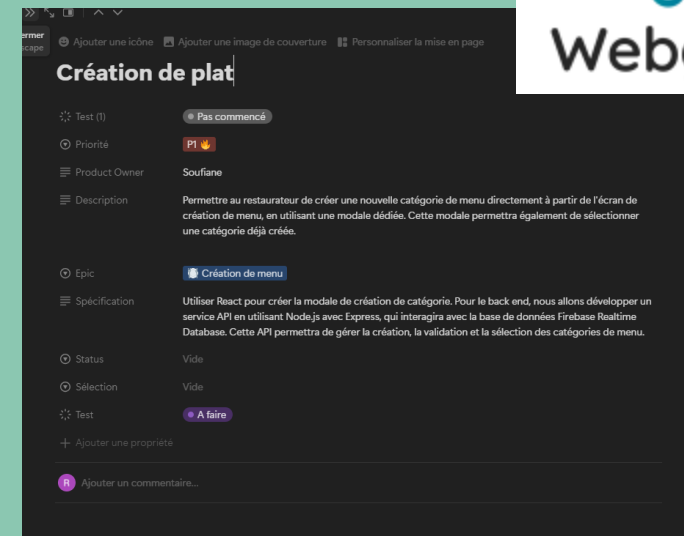 Webe
ermer
scape
Ajouter une icône Ajouter une image de couverture Personnaliser la mise en page
Création de plat
Test (1) Pas commencé
Priorité P1 🔥
Product Owner Soufiane
Description Permettre au restaurateur de créer une nouvelle catégorie de menu directement à partir de l'écran de
création de menu, en utilisant une modale dédiée. Cette modale permettra également de sélectionner
une catégorie déjà créée.
Epic Création de menu
Spécification Utiliser React pour créer la modale de création de catégorie. Pour le back end, nous allons développer un
service API en utilisant Node.js avec Express, qui interagira avec la base de données Firebase Realtime
Database. Cette API permettra de gérer la création, la validation et la sélection des catégories de menu.
Status Vide
Sélection Vide
Test A faire
Ajouter une propriété
R Ajouter un commentaire...